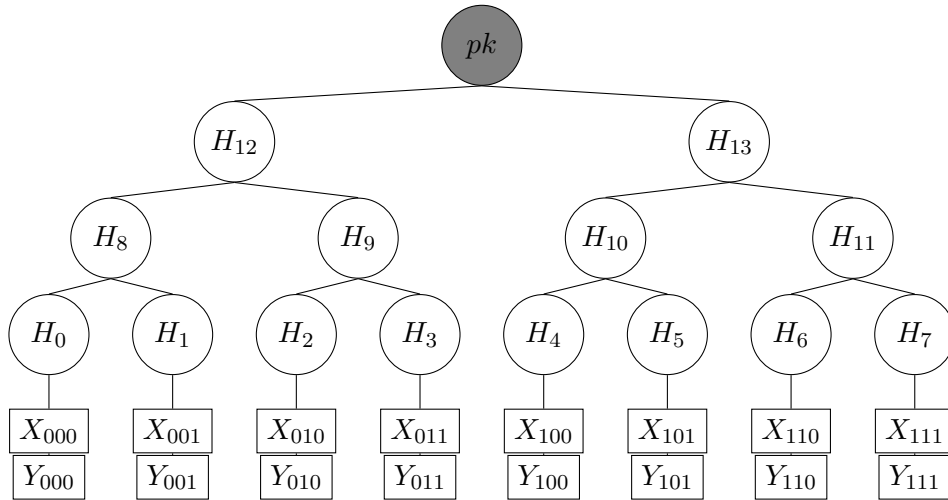 pk
H₁₂ H₁₃
H₈ H₉ H₁₀ H₁₁
H₀ H₁ H₂ H₃ H₄ H₅ H₆ H₇
X₀₀₀ X₀₀₁ X₀₁₀ X₀₁₁ X₁₀₀ X₁₀₁ X₁₁₀ X₁₁₁
Y₀₀₀ Y₀₀₁ Y₀₁₀ Y₀₁₁ Y₁₀₀ Y₁₀₁ Y₁₁₀ Y₁₁₁